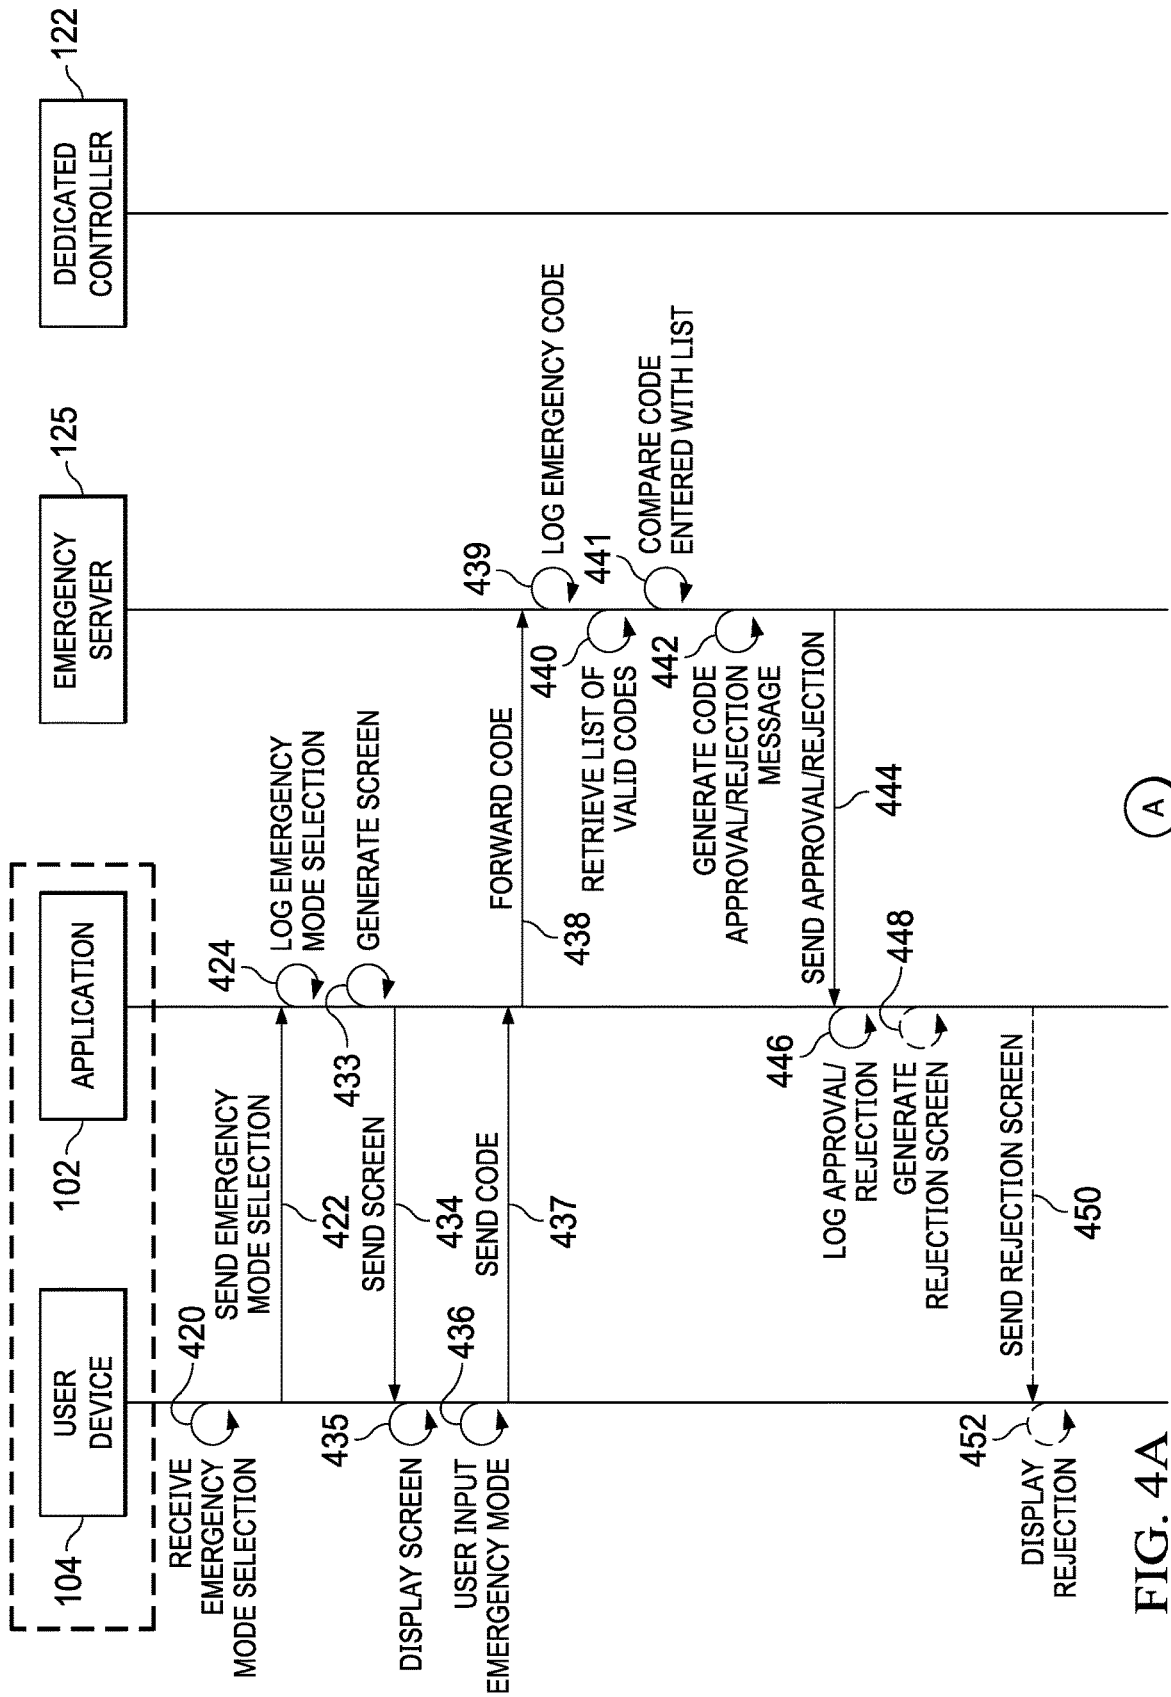 USER
DEVICE
104
APPLICATION
102
EMERGENCY
SERVER
125
DEDICATED
CONTROLLER
122
RECEIVE
EMERGENCY
MODE SELECTION
420
SEND EMERGENCY
MODE SELECTION
422
424
LOG EMERGENCY
MODE SELECTION
433
GENERATE SCREEN
SEND SCREEN
434
435
DISPLAY SCREEN
436
USER INPUT
EMERGENCY MODE
SEND CODE
437
FORWARD CODE
438
439
LOG EMERGENCY CODE
440
RETRIEVE LIST OF
VALID CODES
441
COMPARE CODE
ENTERED WITH LIST
442
GENERATE CODE
APPROVAL/REJECTION
MESSAGE
SEND APPROVAL/REJECTION
444
446
LOG APPROVAL/
REJECTION
448
GENERATE
REJECTION SCREEN
SEND REJECTION SCREEN
450
452
DISPLAY
REJECTION
A
FIG. 4A